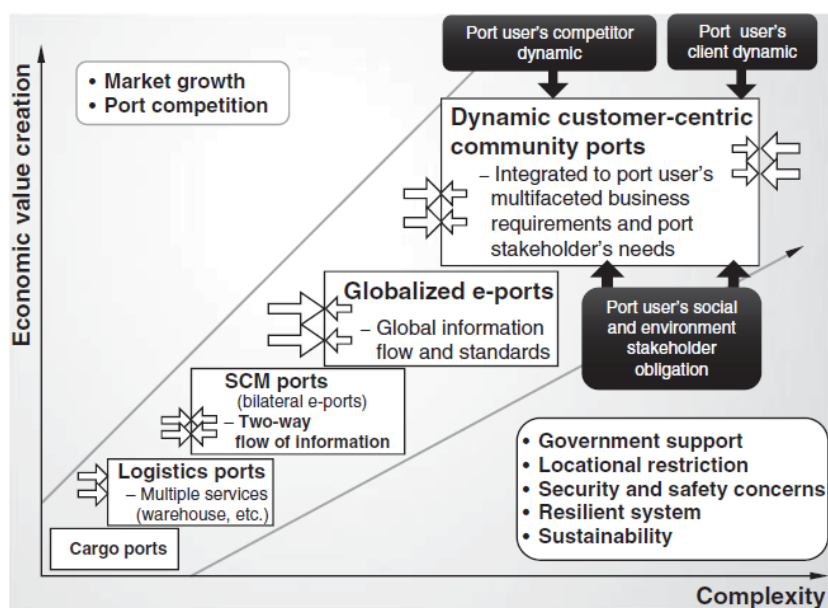 Port user's competitor
dynamic
Port user's
client dynamic
• Market growth
• Port competition
Economic value creation
Dynamic customer-centric
community ports
– Integrated to port user's
multifaceted business
requirements and port
stakeholder's needs
Globalized e-ports
– Global information
flow and standards
Port user's social
and environment
stakeholder
obligation
SCM ports
(bilateral e-ports)
– Two-way
flow of information
Logistics ports
– Multiple services
(warehouse, etc.)
Cargo ports
• Government support
• Locational restriction
• Security and safety concerns
• Resilient system
• Sustainability
Complexity